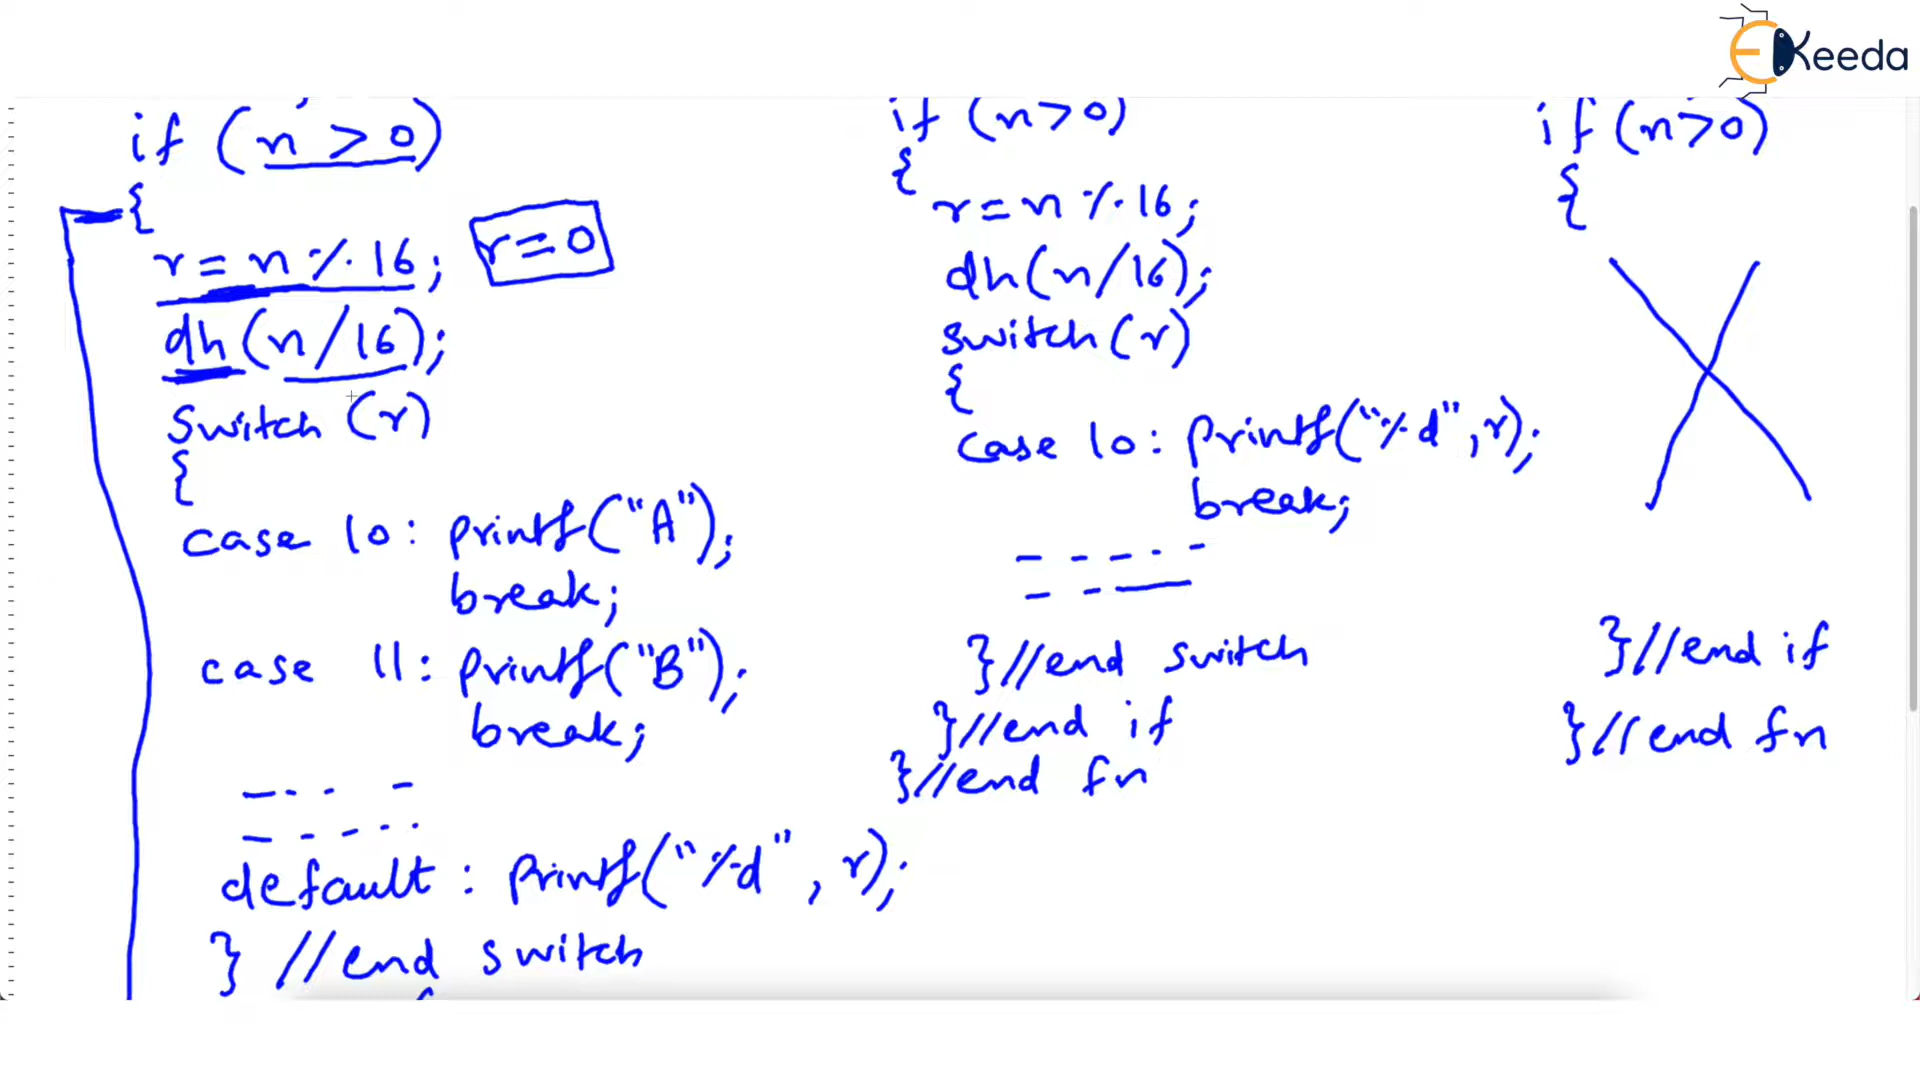 EKeeda
if (n > 0)
{
r = n % 16;
r = 0
dh(n/16);
switch (r)
{
case 10: printf("A");
break;
case 11: printf("B");
break;
default : printf("%d", r);
} //end switch
if (n>0)
{
r = n % 16;
dh(n/16);
switch (r)
{
case 10: printf("%d", r);
break;
}//end switch
}//end if
}//end fn
if (n>0)
{
}//end if
}//end fn